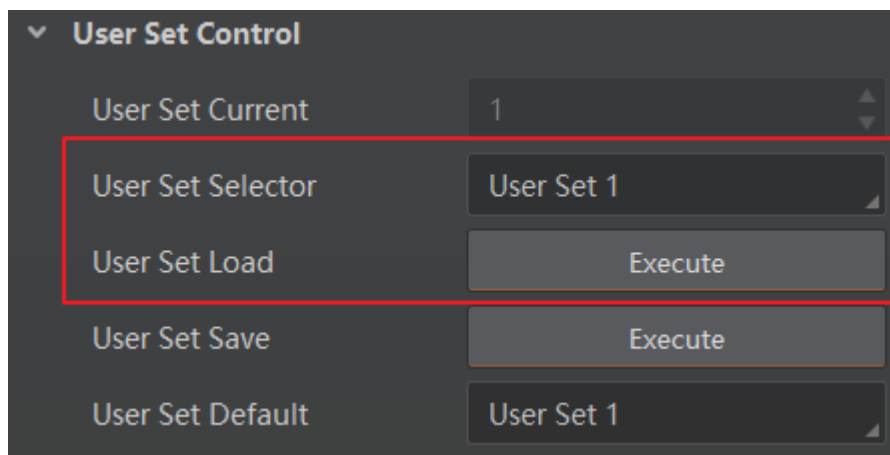 User Set Control
User Set Current 1
User Set Selector User Set 1
User Set Load Execute
User Set Save Execute
User Set Default User Set 1